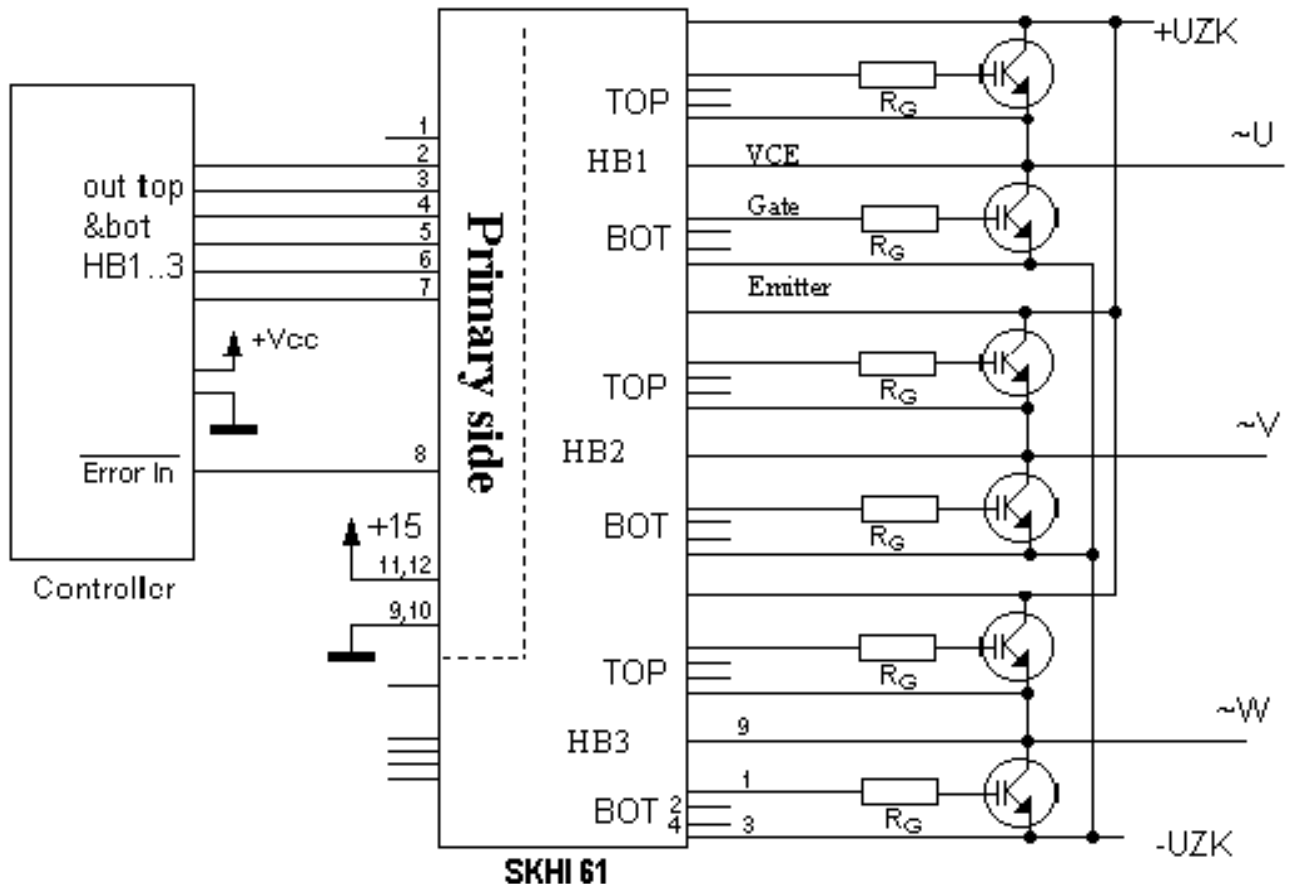 +UZK
TOP
RG
1
~U
2
HB1
VCE
out top
3
4
&bot
Gate
5
BOT
RG
HB1..3
6
7
Emitter
Primary side
+Vcc
TOP
RG
~V
8
HB2
Error In
+15
BOT
RG
11,12
Controller
9,10
TOP
RG
~W
HB3
9
1
BOT
2
4
3
RG
-UZK
SKHI 61